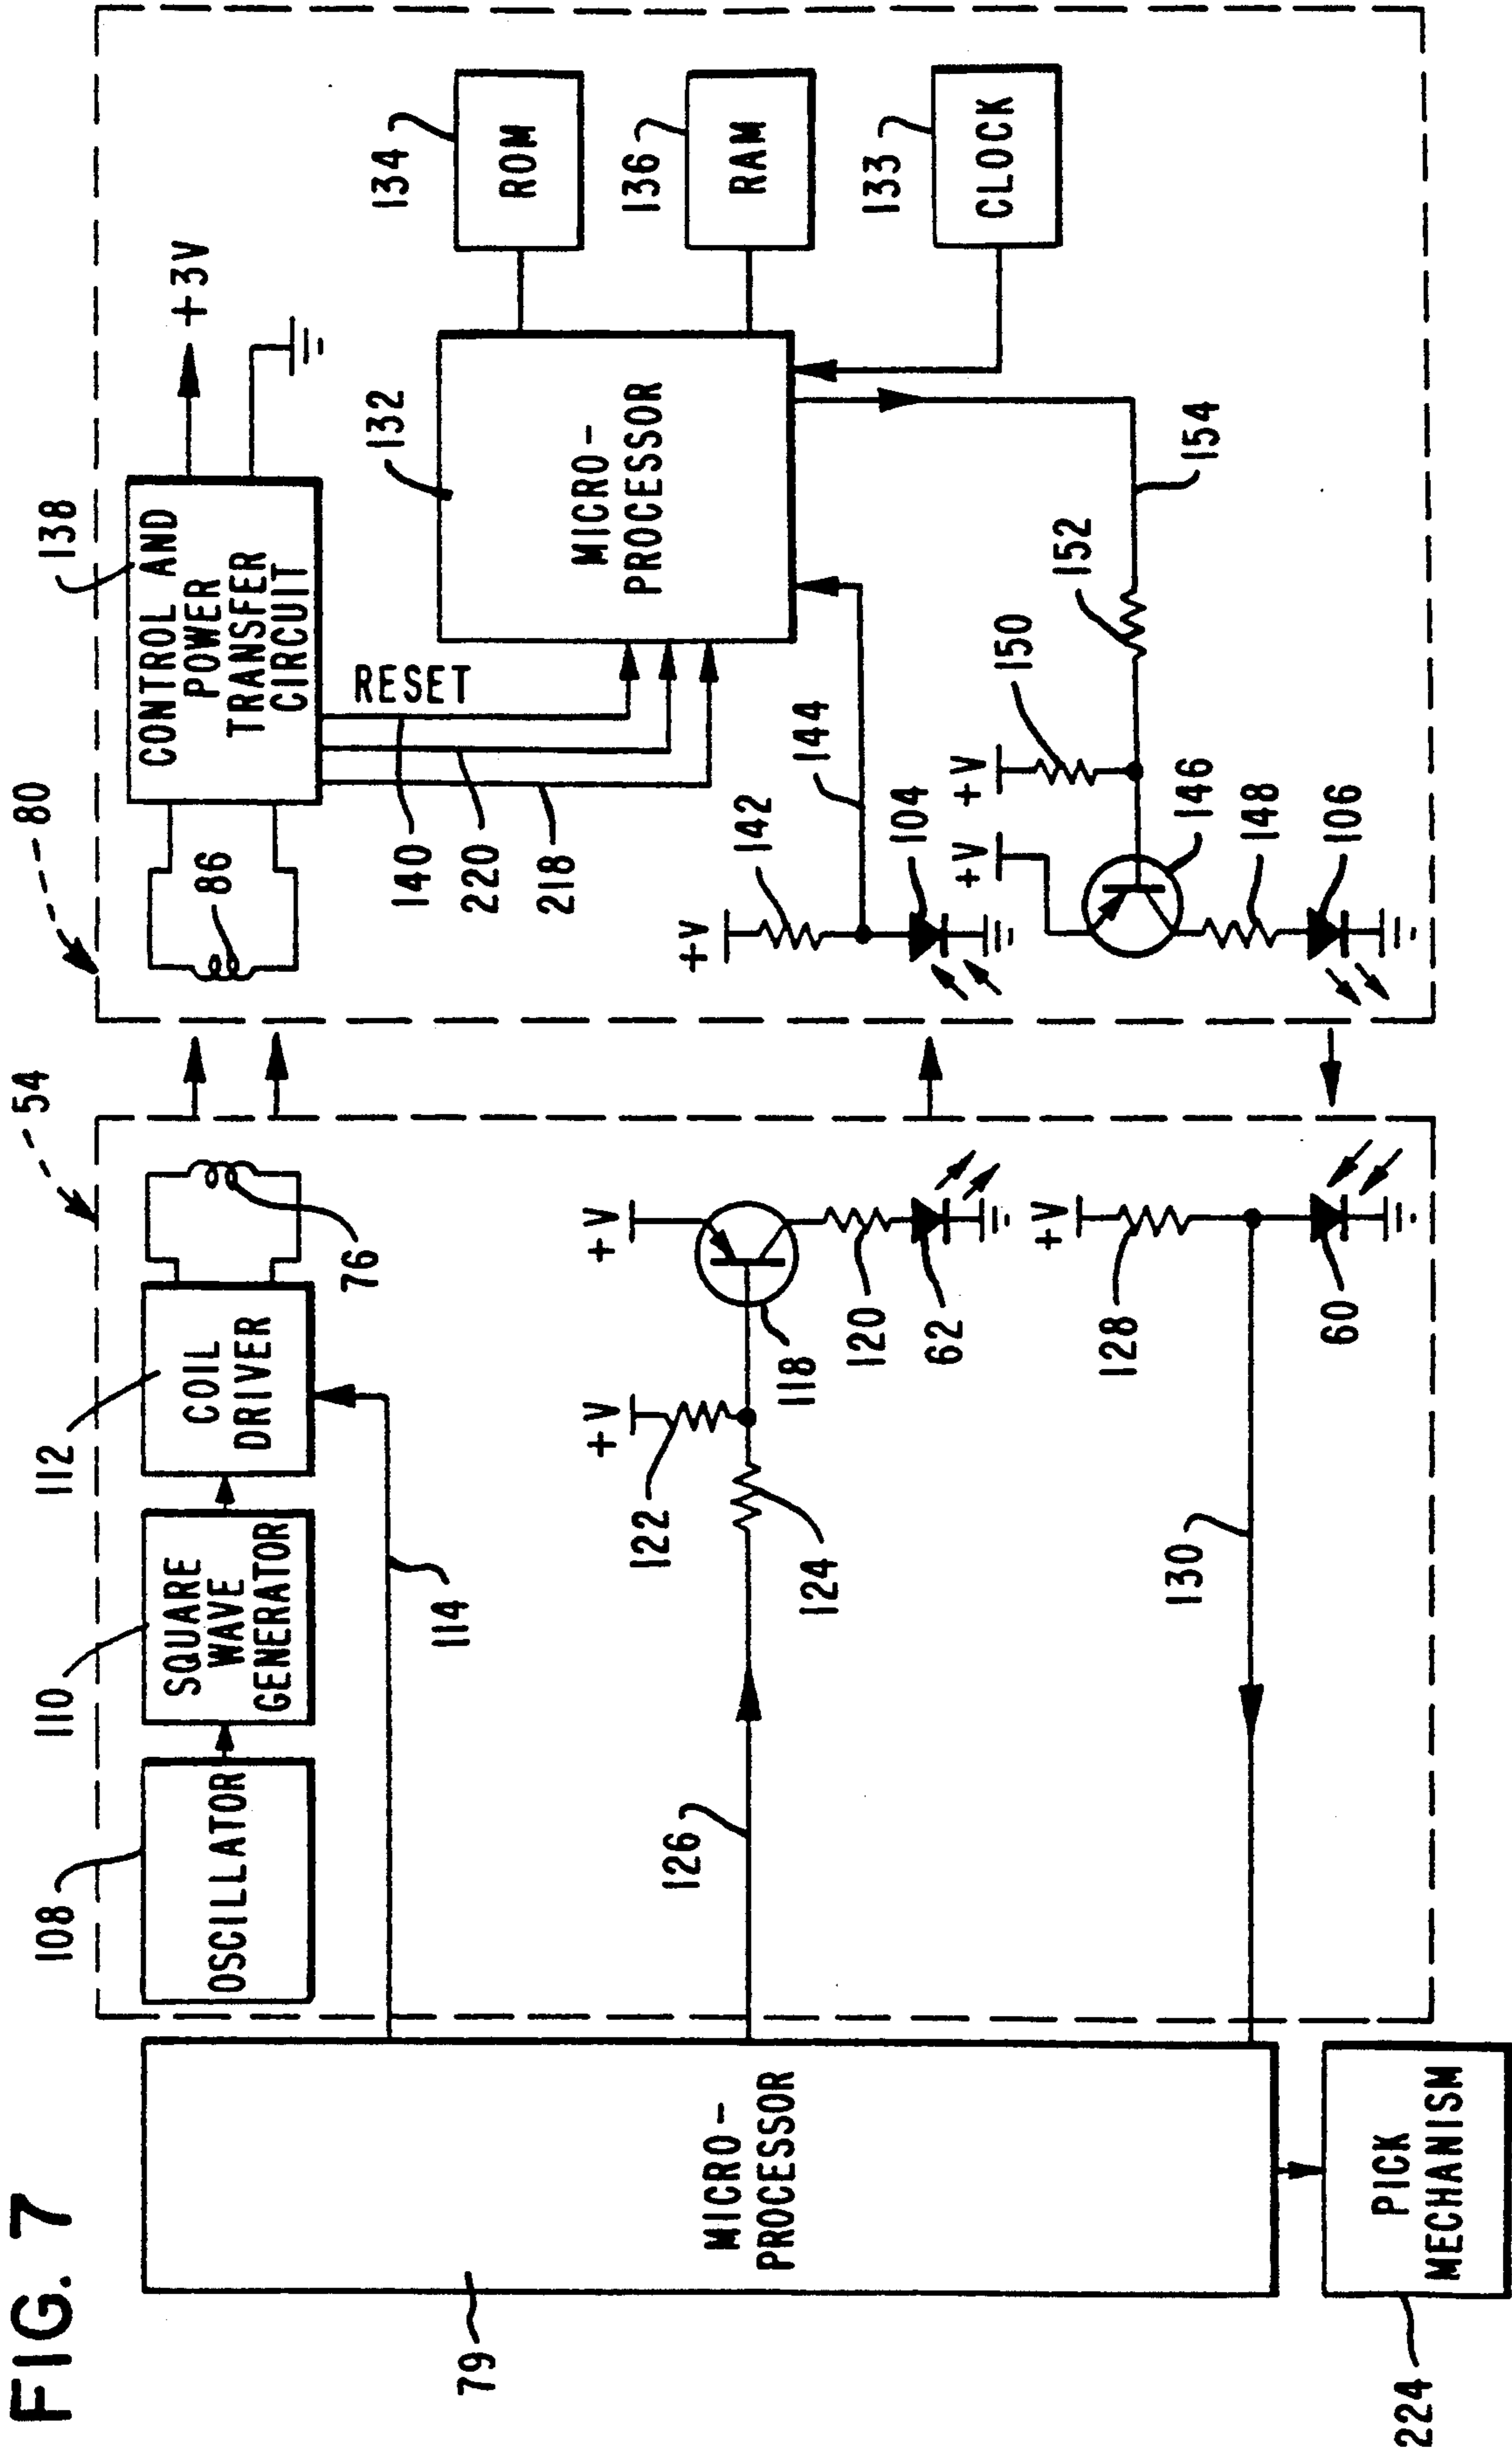 FIG. 7
79
MICRO-
PROCESSOR
224
PICK
MECHANISM
54
108
OSCILLATOR
110
SQUARE
WAVE
GENERATOR
112
COIL
DRIVER
76
114
126
124
122
+V
118
+V
120
62
130
128
+V
60
80
86
138
CONTROL AND
POWER
TRANSFER
CIRCUIT
+3V
RESET
140
220
218
132
MICRO-
PROCESSOR
134
ROM
136
RAM
133
CLOCK
142
+V
144
104
+V
+V
150
152
154
146
148
106